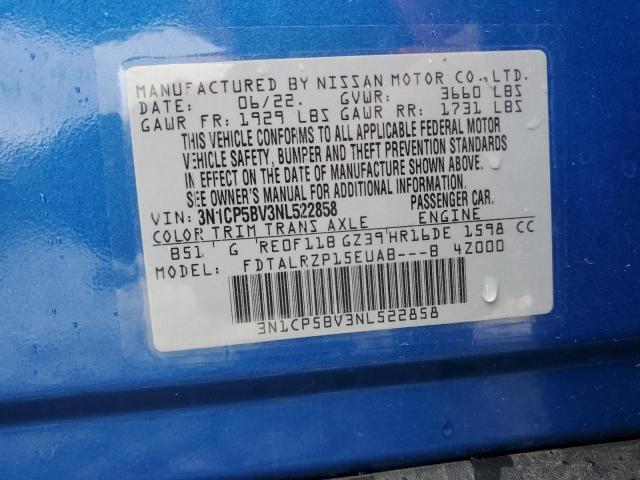 MANUFACTURED BY NISSAN MOTOR CO.,LTD.
DATE: 06/22. GVWR: 3660 LBS
GAWR FR: 1929 LBS GAWR RR: 1731 LBS
THIS VEHICLE CONFORMS TO ALL APPLICABLE FEDERAL MOTOR
VEHICLE SAFETY, BUMPER AND THEFT PREVENTION STANDARDS
IN EFFECT ON THE DATE OF MANUFACTURE SHOWN ABOVE.
SEE OWNER'S MANUAL FOR ADDITIONAL INFORMATION.
VIN: 3N1CP5BV3NL522858 PASSENGER CAR.
COLOR TRIM TRANS AXLE ENGINE
B51 G RE0F11B GZ39 HR16DE 1598 CC
MODEL: FDTALRZP15EUAB---B 4Z000
3N1CP5BV3NL522858